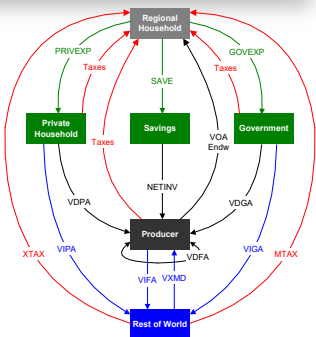 Regional
Household
PRIVEXP
GOVEXP
Taxes
Taxes
SAVE
Private
Household
Savings
Government
Taxes
VOA
Endw
NETINV
VDPA
VDGA
Producer
XTAX
VIPA
VDFA
VIGA
MTAX
VIFA
VXMD
Rest of World